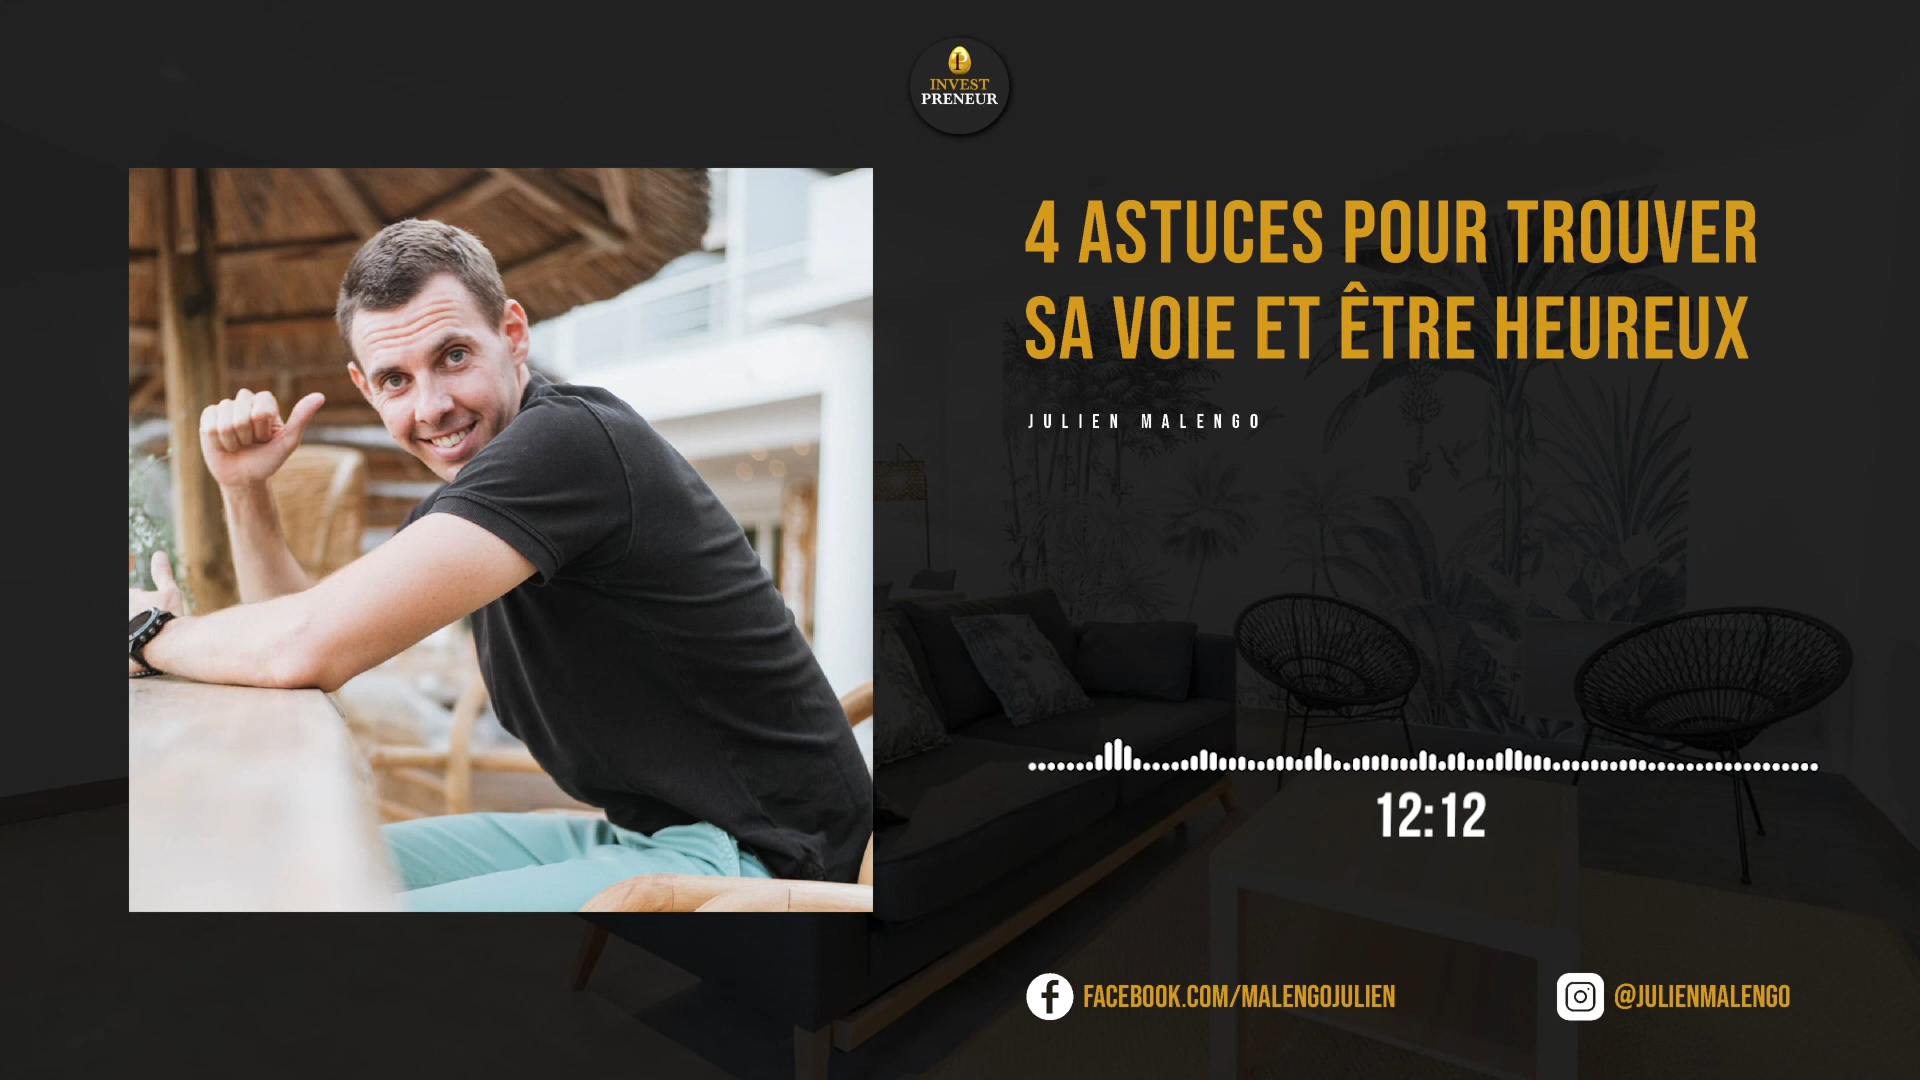 IP
INVEST
PRENEUR
4 ASTUCES POUR TROUVER
SA VOIE ET ÊTRE HEUREUX
JULIEN MALENGO
12:12
FACEBOOK.COM/MALENGOJULIEN
@JULIENMALENGO